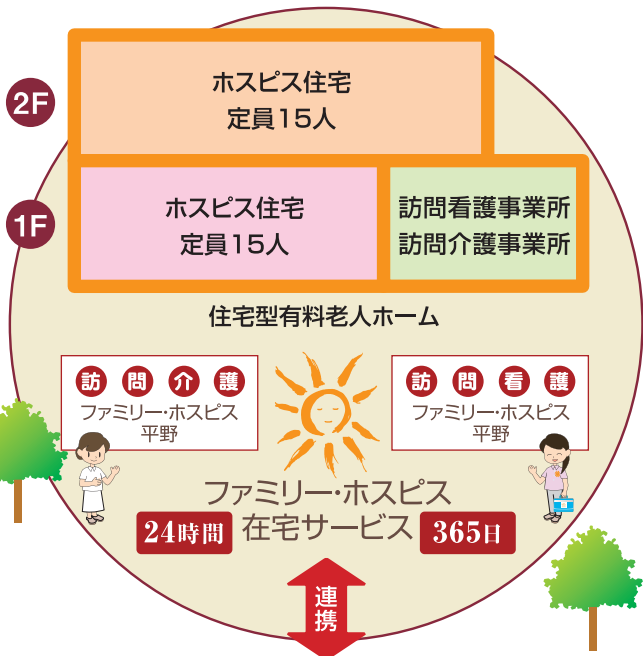 2F
ホスピス住宅
定員15人
1F
ホスピス住宅
定員15人
訪問看護事業所
訪問介護事業所
住宅型有料老人ホーム
訪問介護
ファミリー・ホスピス
平野
訪問看護
ファミリー・ホスピス
平野
ファミリー・ホスピス
24時間 在宅サービス 365日
連携